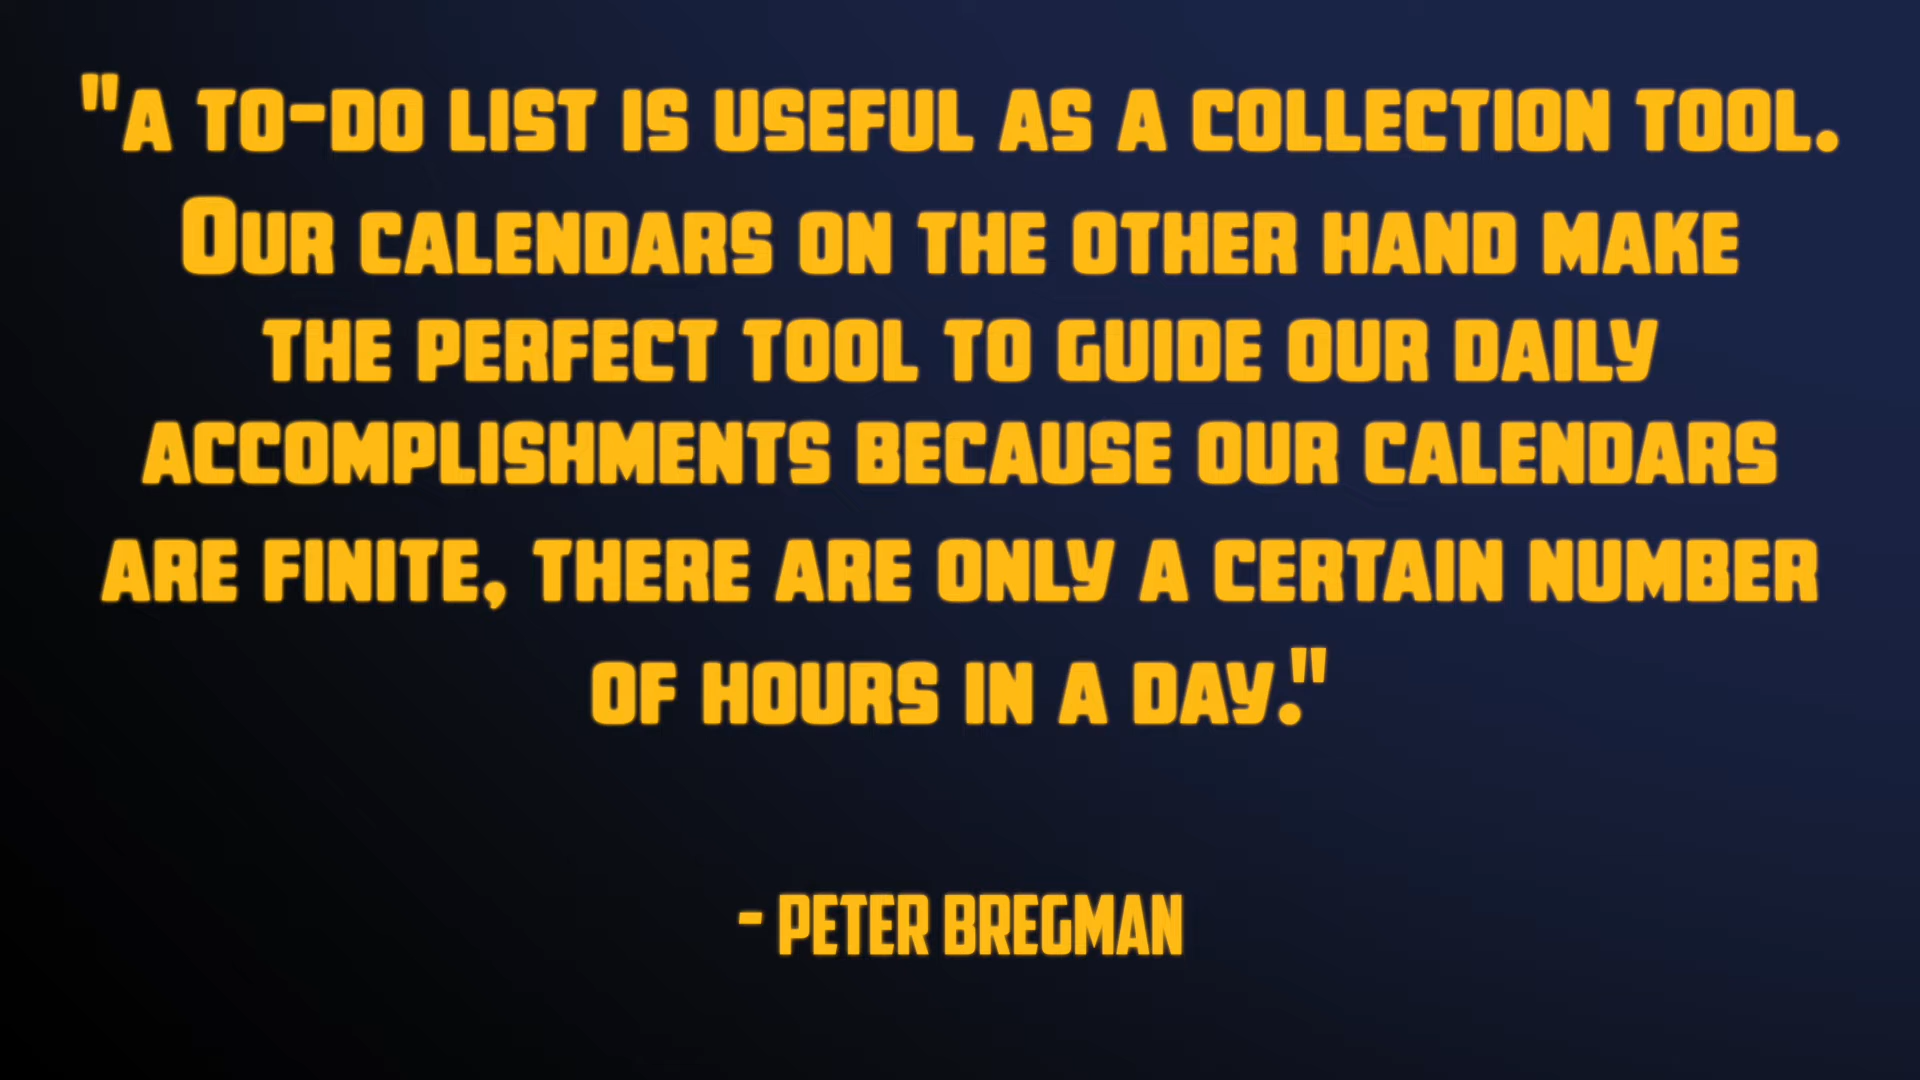 "A to-do list is useful as a collection tool.
Our calendars on the other hand make
the perfect tool to guide our daily
accomplishments because our calendars
are finite, there are only a certain number
of hours in a day."
- PETER BREGMAN